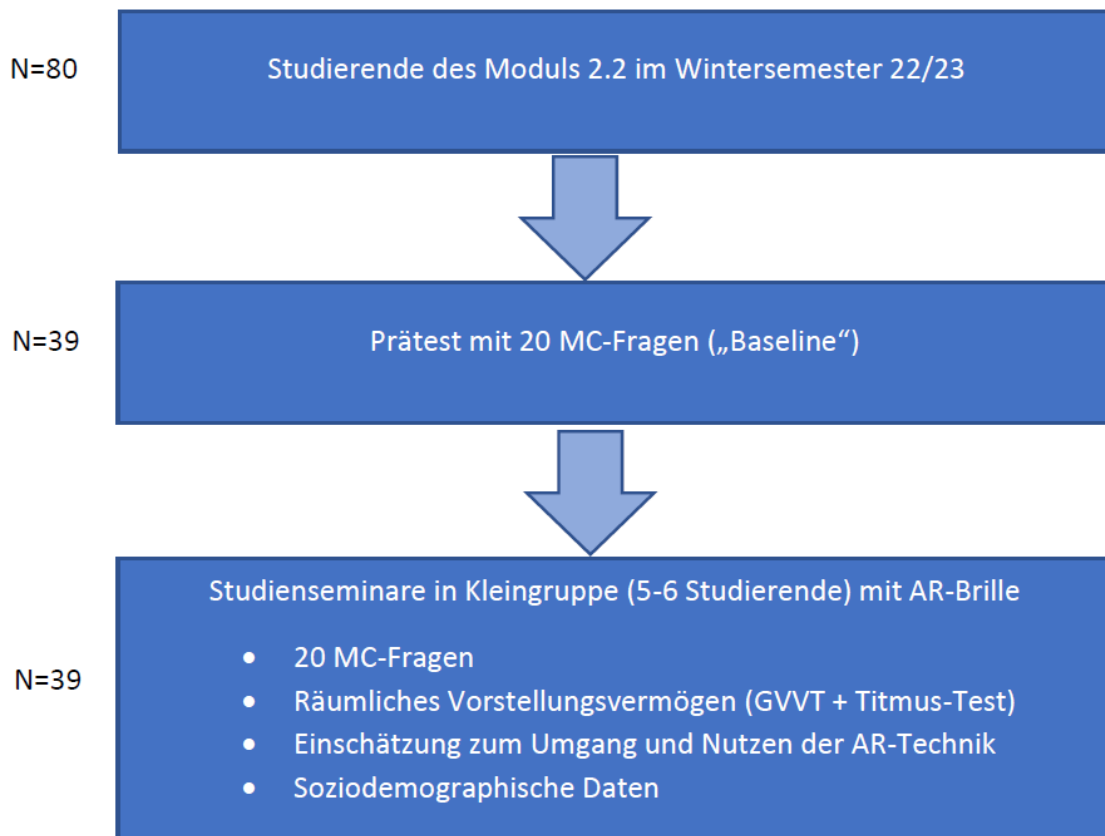 N=80
Studierende des Moduls 2.2 im Wintersemester 22/23
N=39
Prätest mit 20 MC-Fragen („Baseline“)
Studienseminare in Kleingruppe (5-6 Studierende) mit AR-Brille
N=39
• 20 MC-Fragen
• Räumliches Vorstellungsvermögen (GVVT + Titmus-Test)
• Einschätzung zum Umgang und Nutzen der AR-Technik
• Soziodemographische Daten